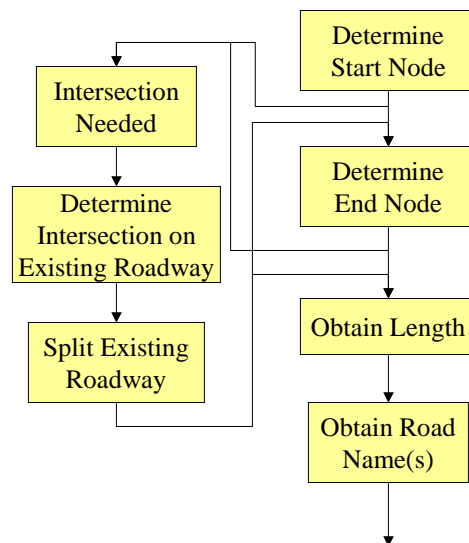 Determine
Start Node
Intersection
Needed
Determine
End Node
Determine
Intersection on
Existing Roadway
Obtain Length
Split Existing
Roadway
Obtain Road
Name(s)